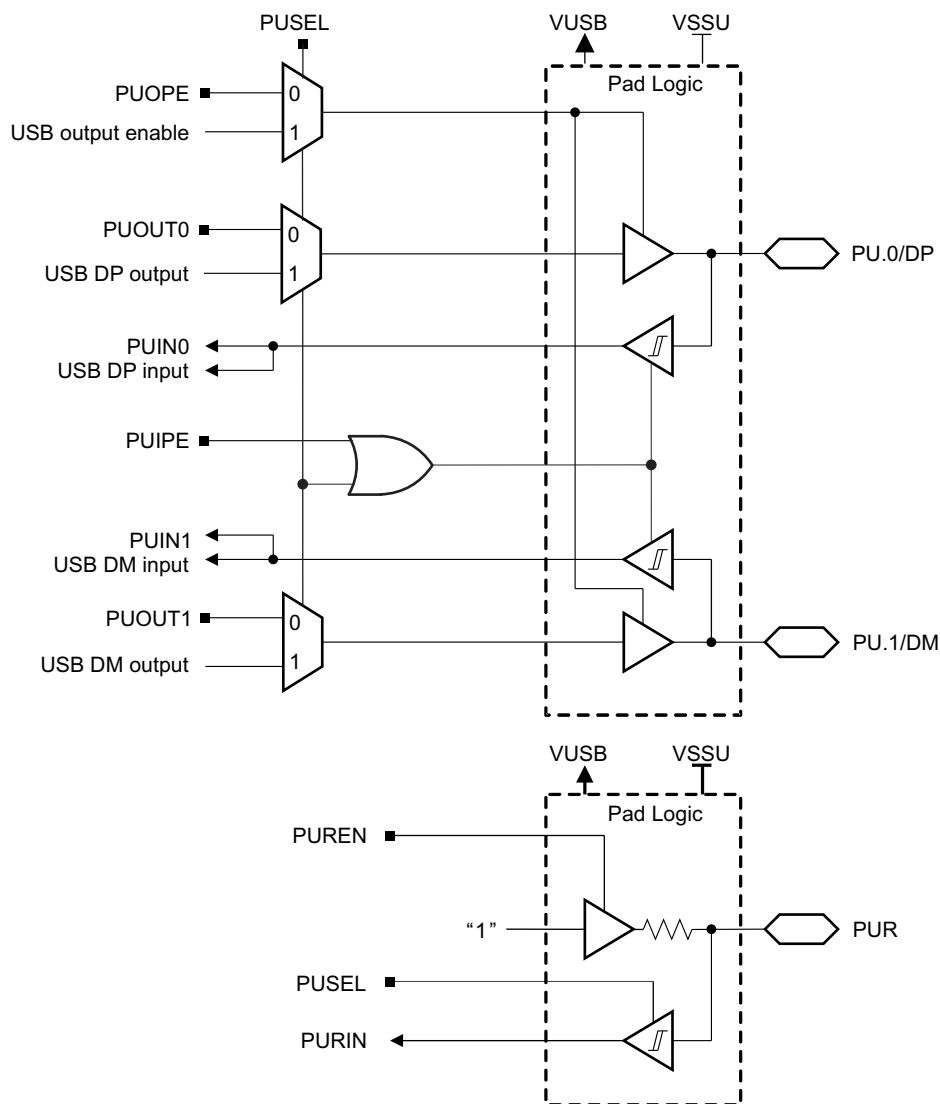 PUSEL
VUSB
VSSU
Pad Logic
PUOPE
0
USB output enable
1
PUOUT0
0
USB DP output
1
PU.0/DP
PUIN0
USB DP input
PUIPE
PUIN1
USB DM input
PUOUT1
0
USB DM output
1
PU.1/DM
VUSB
VSSU
Pad Logic
PUREN
“1”
PUR
PUSEL
PURIN